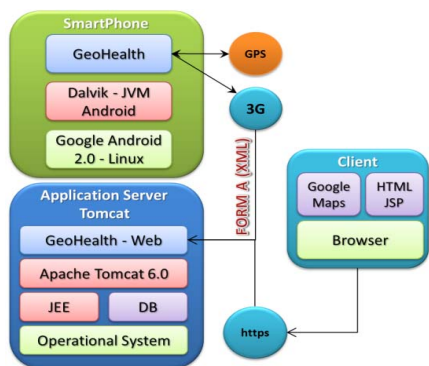 SmartPhone
GeoHealth
Dalvik - JVM
Android
Google Android
2.0 - Linux
GPS
3G
FORM A (XML)
Application Server
Tomcat
GeoHealth - Web
Apache Tomcat 6.0
JEE
DB
Operational System
Client
Google
Maps
HTML
JSP
Browser
https